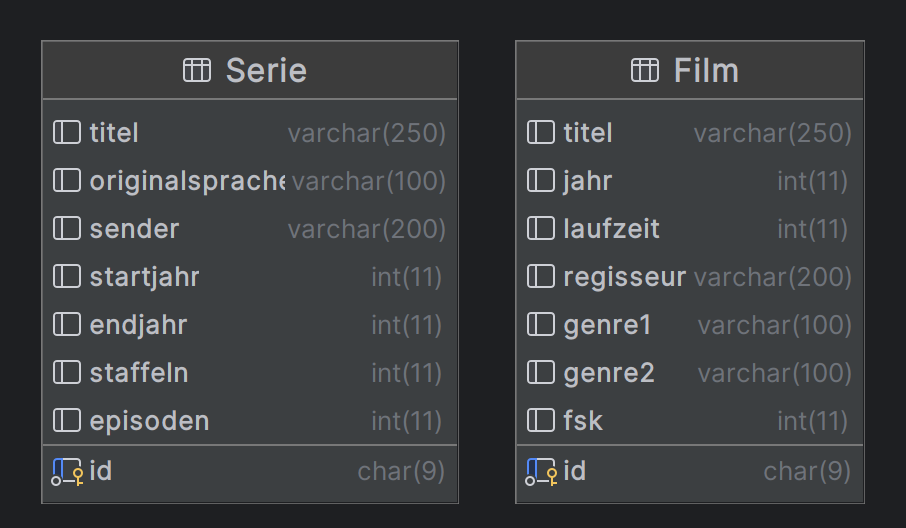 Serie
titel varchar(250)
originalsprache varchar(100)
sender varchar(200)
startjahr int(11)
endjahr int(11)
staffeln int(11)
episoden int(11)
id char(9)
Film
titel varchar(250)
jahr int(11)
laufzeit int(11)
regisseur varchar(200)
genre1 varchar(100)
genre2 varchar(100)
fsk int(11)
id char(9)